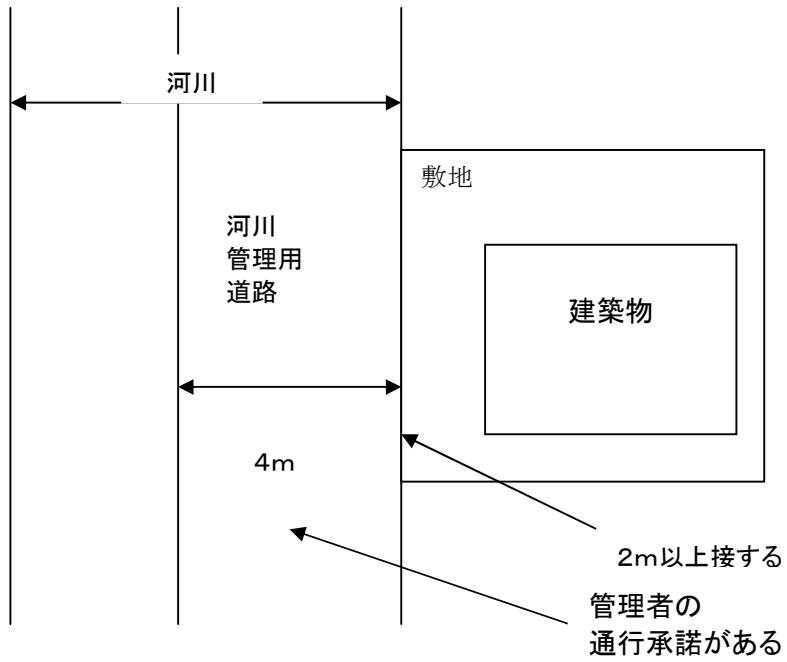 河川
敷地
河川
管理用
道路
建築物
4m
2m以上接する
管理者の
通行承諾がある